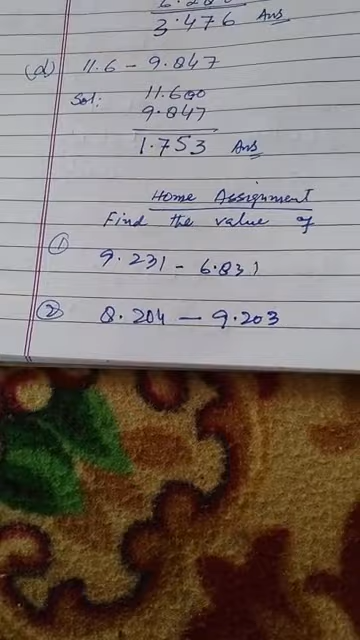 3.476 Ans
(d) 11.6 - 9.847
Sol: 11.600
9.847
1.753 Ans
Home Assignment
Find the value of
① 9.231 - 6.831
② 8.204 — 9.203